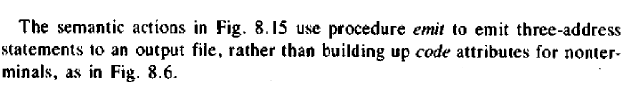 The semantic actions in Fig. 8.15 use procedure emit to emit three-address
statements to an output file, rather than building up code attributes for nonter-
minals, as in Fig. 8.6.